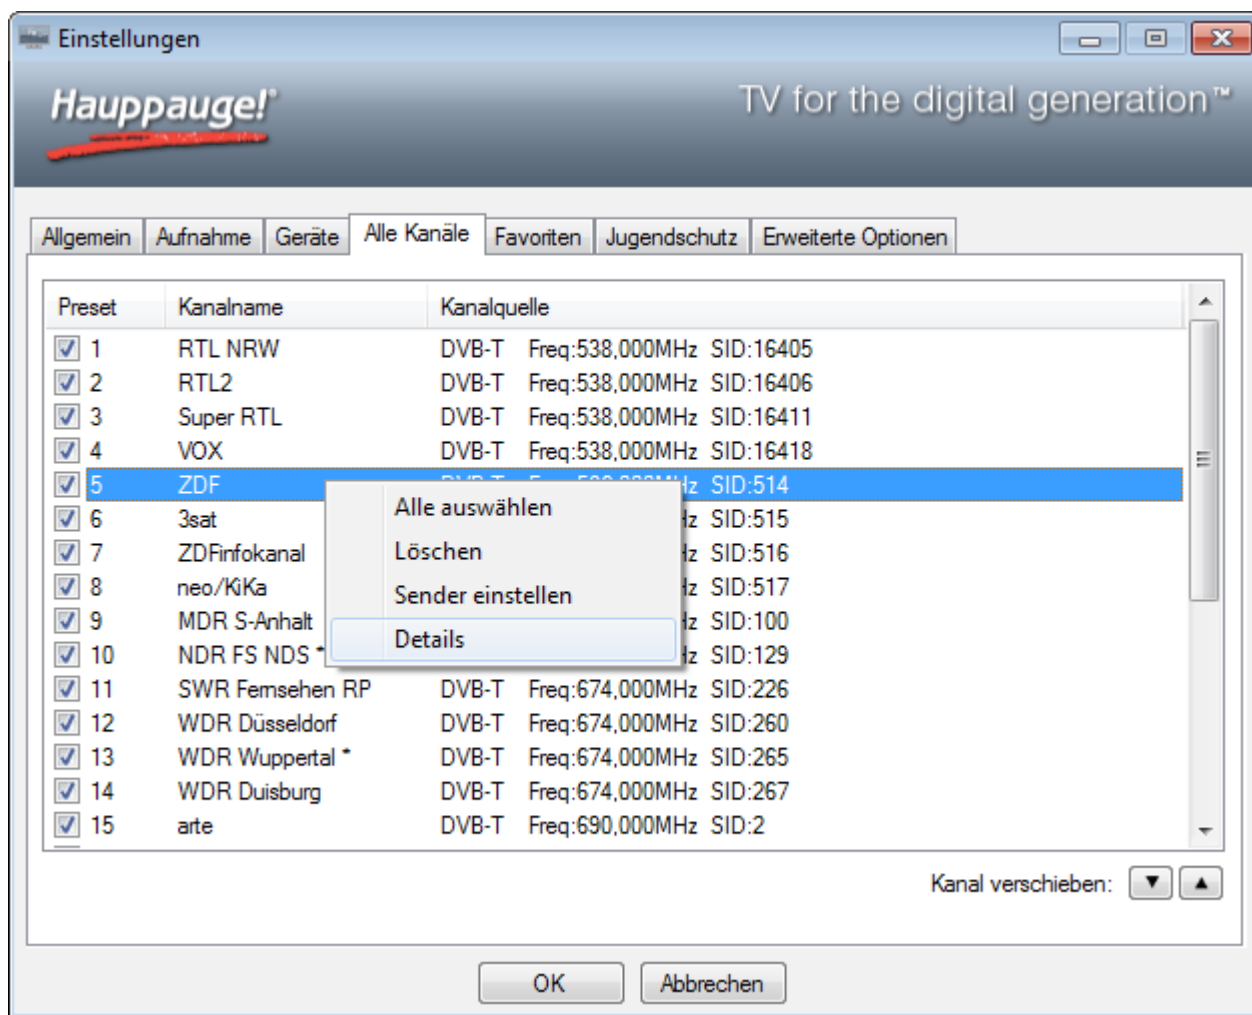 Einstellungen
Hauppauge!® TV for the digital generation™
Allgemein Aufnahme Geräte Alle Kanäle Favoriten Jugendschutz Erweiterte Optionen
Preset Kanalname Kanalquelle
1 RTL NRW DVB-T Freq:538,000MHz SID:16405
2 RTL2 DVB-T Freq:538,000MHz SID:16406
3 Super RTL DVB-T Freq:538,000MHz SID:16411
4 VOX DVB-T Freq:538,000MHz SID:16418
5 ZDF SID:514
Alle auswählen
6 3sat SID:515
7 ZDFinfokanal Löschen SID:516
8 neo/KiKa Sender einstellen SID:517
9 MDR S-Anhalt SID:100
Details
10 NDR FS NDS * SID:129
11 SWR Fernsehen RP DVB-T Freq:674,000MHz SID:226
12 WDR Düsseldorf DVB-T Freq:674,000MHz SID:260
13 WDR Wuppertal * DVB-T Freq:674,000MHz SID:265
14 WDR Duisburg DVB-T Freq:674,000MHz SID:267
15 arte DVB-T Freq:690,000MHz SID:2
Kanal verschieben:
OK Abbrechen